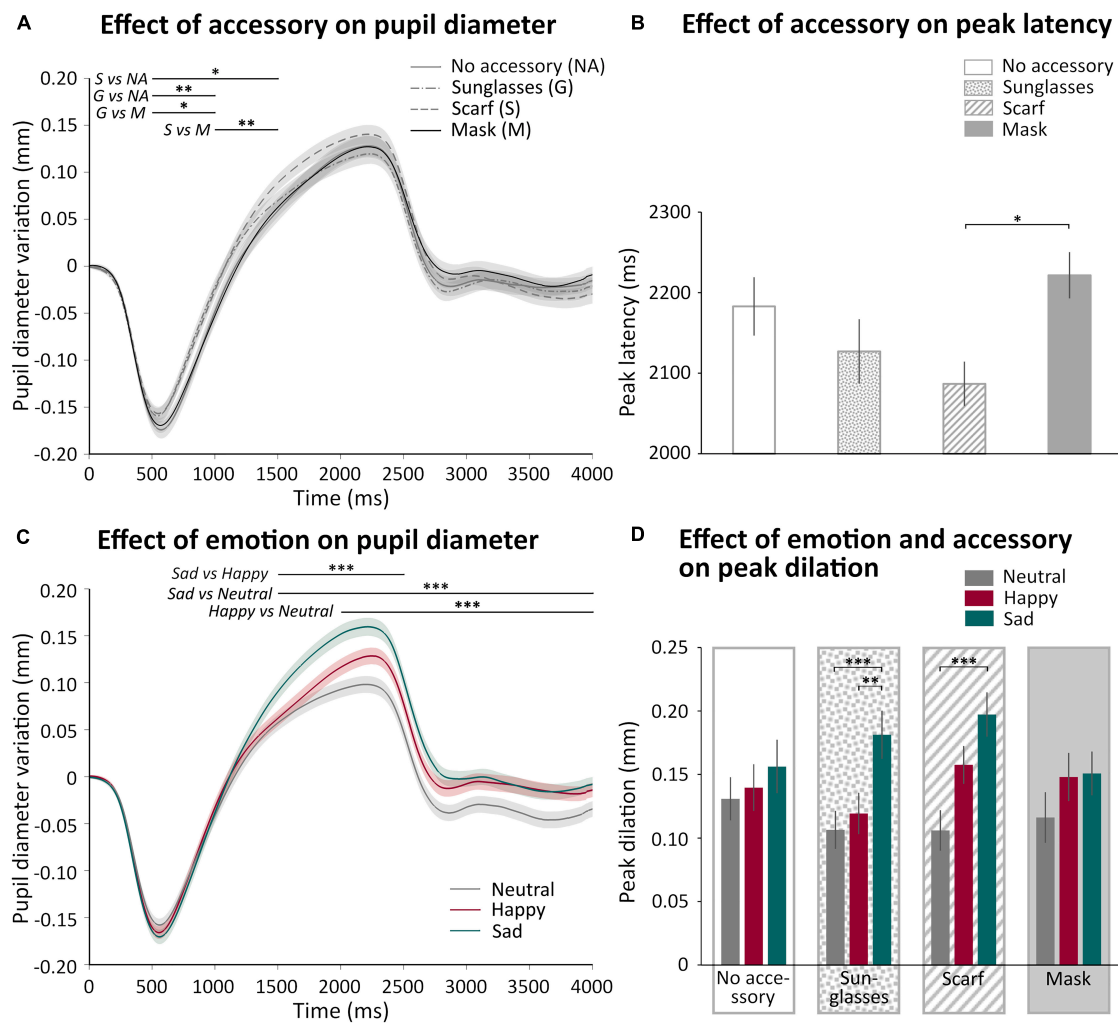 A
Effect of accessory on pupil diameter
No accessory (NA)
Sunglasses (G)
Scarf (S)
Mask (M)
S vs NA *
G vs NA **
G vs M *
S vs M **
Pupil diameter variation (mm)
0.20
0.15
0.10
0.05
0
-0.05
-0.10
-0.15
-0.20
0 500 1000 1500 2000 2500 3000 3500 4000
Time (ms)
B
Effect of accessory on peak latency
No accessory
Sunglasses
Scarf
Mask
*
Peak latency (ms)
2300
2200
2100
2000
C
Effect of emotion on pupil diameter
Sad vs Happy ***
Sad vs Neutral ***
Happy vs Neutral ***
Pupil diameter variation (mm)
0.20
0.15
0.10
0.05
0
-0.05
-0.10
-0.15
-0.20
Neutral
Happy
Sad
0 500 1000 1500 2000 2500 3000 3500 4000
Time (ms)
D
Effect of emotion and accessory
on peak dilation
Neutral
Happy
Sad
*** ***
**
Peak dilation (mm)
0.25
0.20
0.15
0.10
0.05
0
No acce- Sun- Scarf Mask
ssory glasses